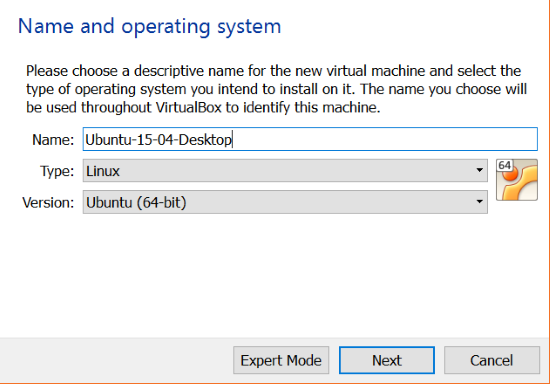 Name and operating system
Please choose a descriptive name for the new virtual machine and select the
type of operating system you intend to install on it. The name you choose will
be used throughout VirtualBox to identify this machine.
Name: Ubuntu-15-04-Desktop
Type: Linux
64
Version: Ubuntu (64-bit)
Expert Mode Next Cancel